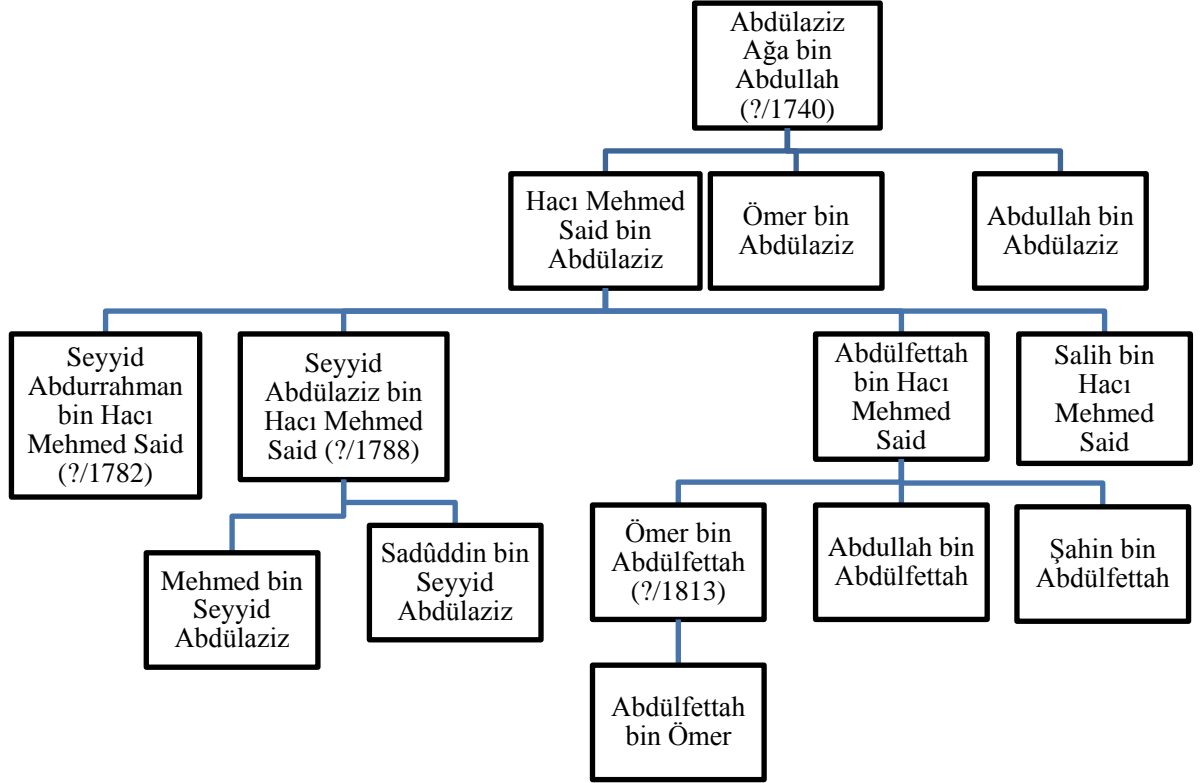 Abdülaziz
Ağa bin
Abdullah
(?/1740)
Hacı Mehmed
Said bin
Abdülaziz
Ömer bin
Abdülaziz
Abdullah bin
Abdülaziz
Seyyid
Abdurrahman
bin Hacı
Mehmed Said
(?/1782)
Seyyid
Abdülaziz bin
Hacı Mehmed
Said (?/1788)
Abdülfettah
bin Hacı
Mehmed
Said
Salih bin
Hacı
Mehmed
Said
Mehmed bin
Seyyid
Abdülaziz
Sadûddin bin
Seyyid
Abdülaziz
Ömer bin
Abdülfettah
(?/1813)
Abdullah bin
Abdülfettah
Şahin bin
Abdülfettah
Abdülfettah
bin Ömer